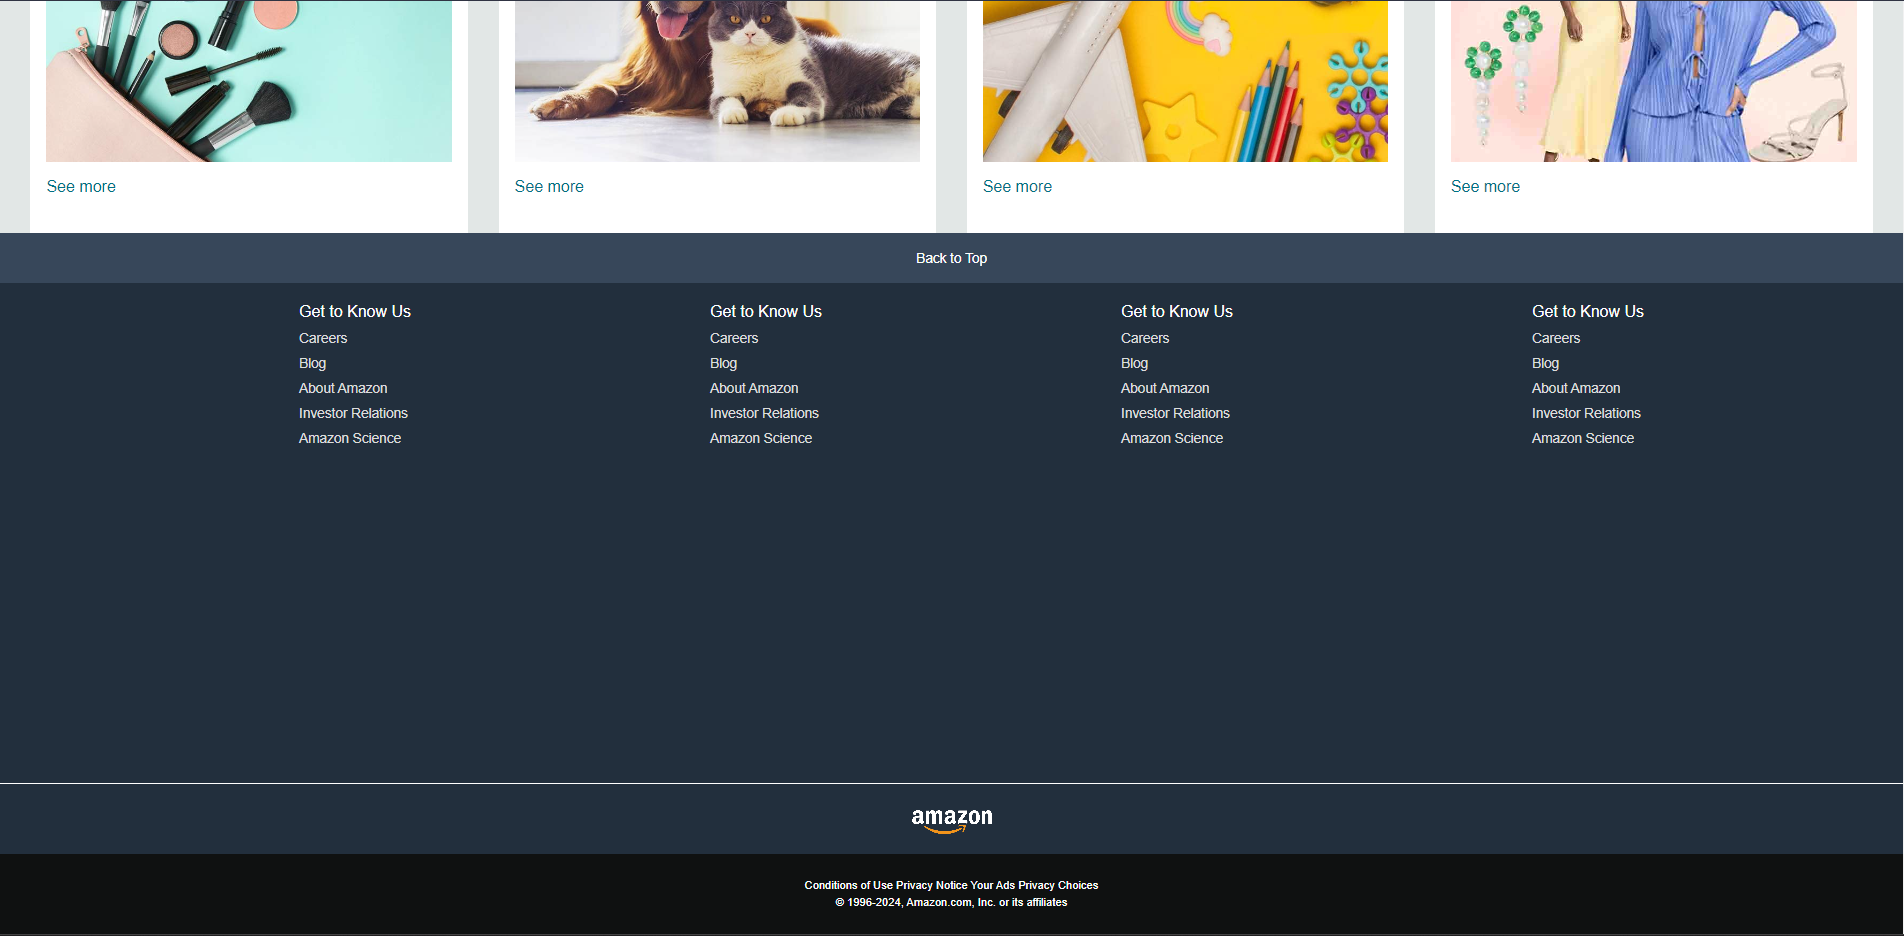 See more
See more
See more
See more
Back to Top
Get to Know Us
Careers
Blog
About Amazon
Investor Relations
Amazon Science
Get to Know Us
Careers
Blog
About Amazon
Investor Relations
Amazon Science
Get to Know Us
Careers
Blog
About Amazon
Investor Relations
Amazon Science
Get to Know Us
Careers
Blog
About Amazon
Investor Relations
Amazon Science
amazon
Conditions of Use Privacy Notice Your Ads Privacy Choices
© 1996-2024, Amazon.com, Inc. or its affiliates